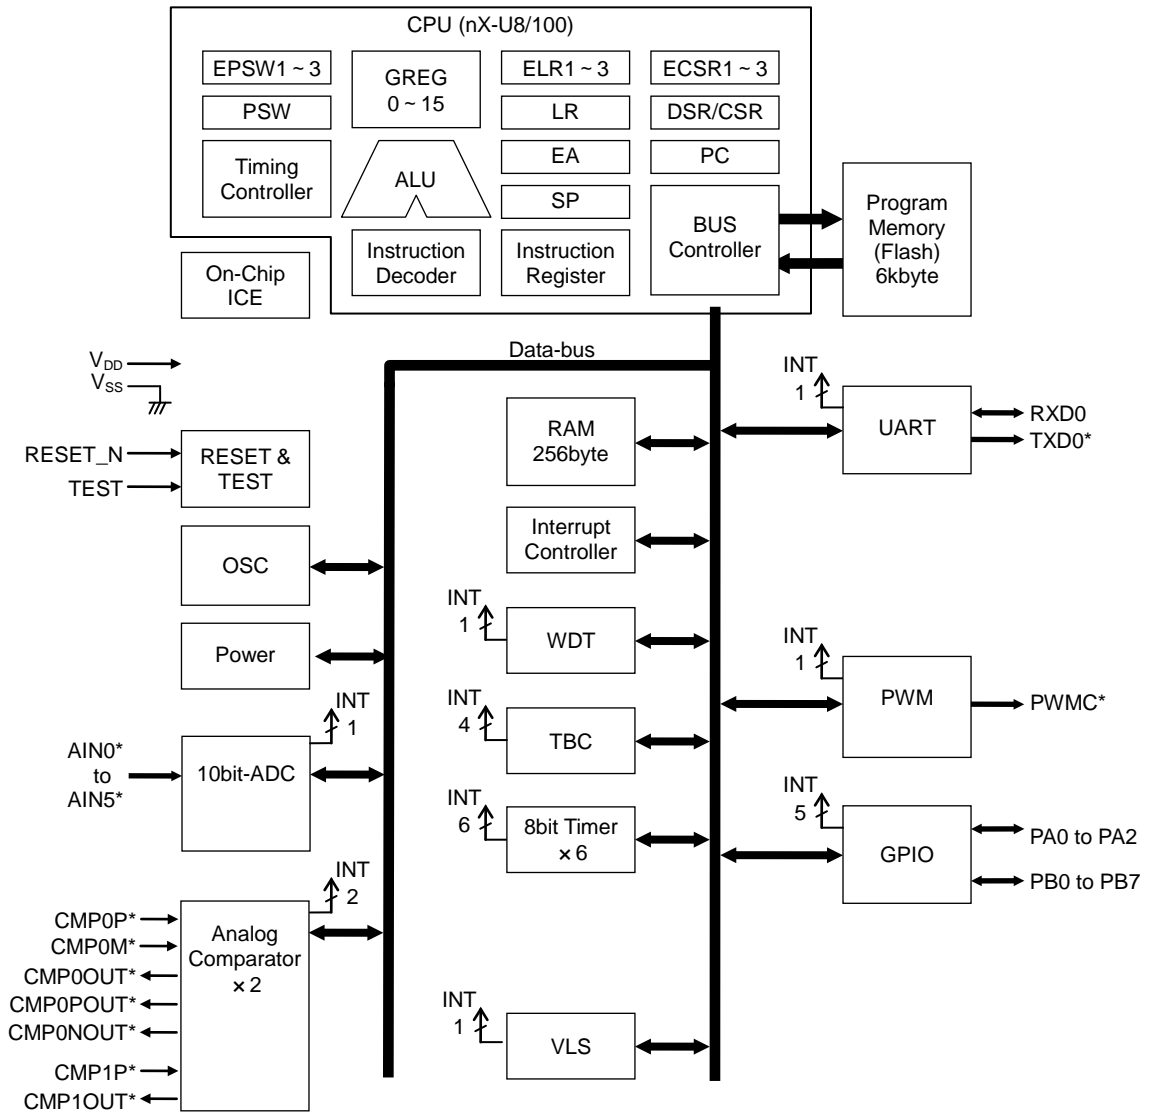 CPU (nX-U8/100)
EPSW1 ~ 3
PSW
Timing
Controller
GREG
0 ~ 15
ALU
Instruction
Decoder
ELR1 ~ 3
LR
EA
SP
Instruction
Register
ECSR1 ~ 3
DSR/CSR
PC
BUS
Controller
Program
Memory
(Flash)
6kbyte
On-Chip
ICE
VDD
VSS
Data-bus
RESET_N
TEST
RESET &
TEST
OSC
Power
INT
1
AIN0*
to
AIN5*
10bit-ADC
INT
2
CMP0P*
CMP0M*
CMP0OUT*
CMP0POUT*
CMP0NOUT*
CMP1P*
CMP1OUT*
Analog
Comparator
× 2
RAM
256byte
Interrupt
Controller
INT
1
WDT
INT
4
TBC
INT
6
8bit Timer
× 6
INT
1
VLS
INT
1
UART
RXD0
TXD0*
INT
1
PWM
PWMC*
INT
5
GPIO
PA0 to PA2
PB0 to PB7